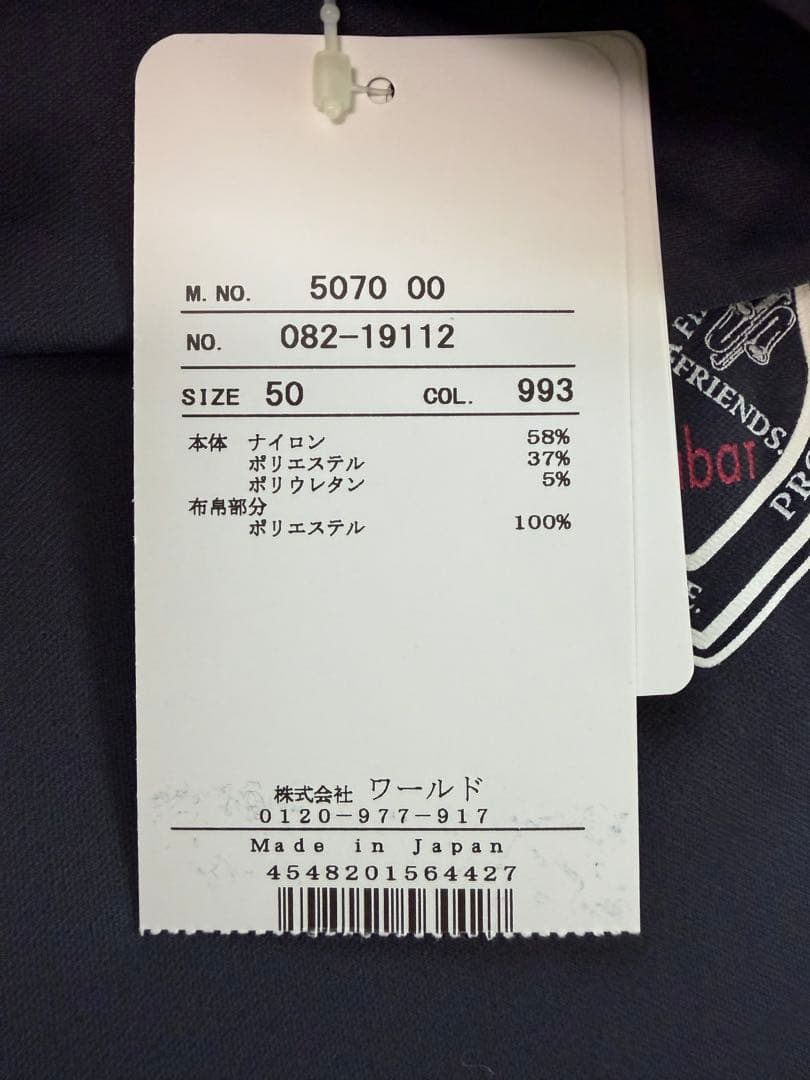 M. NO. 5070 00
NO. 082-19112
SIZE 50 COL. 993
本体 ナイロン 58%
ポリエステル 37%
ポリウレタン 5%
布帛部分
ポリエステル 100%
株式会社 ワールド
0120-977-917
Made in Japan
4548201564427
EFRIENDS.